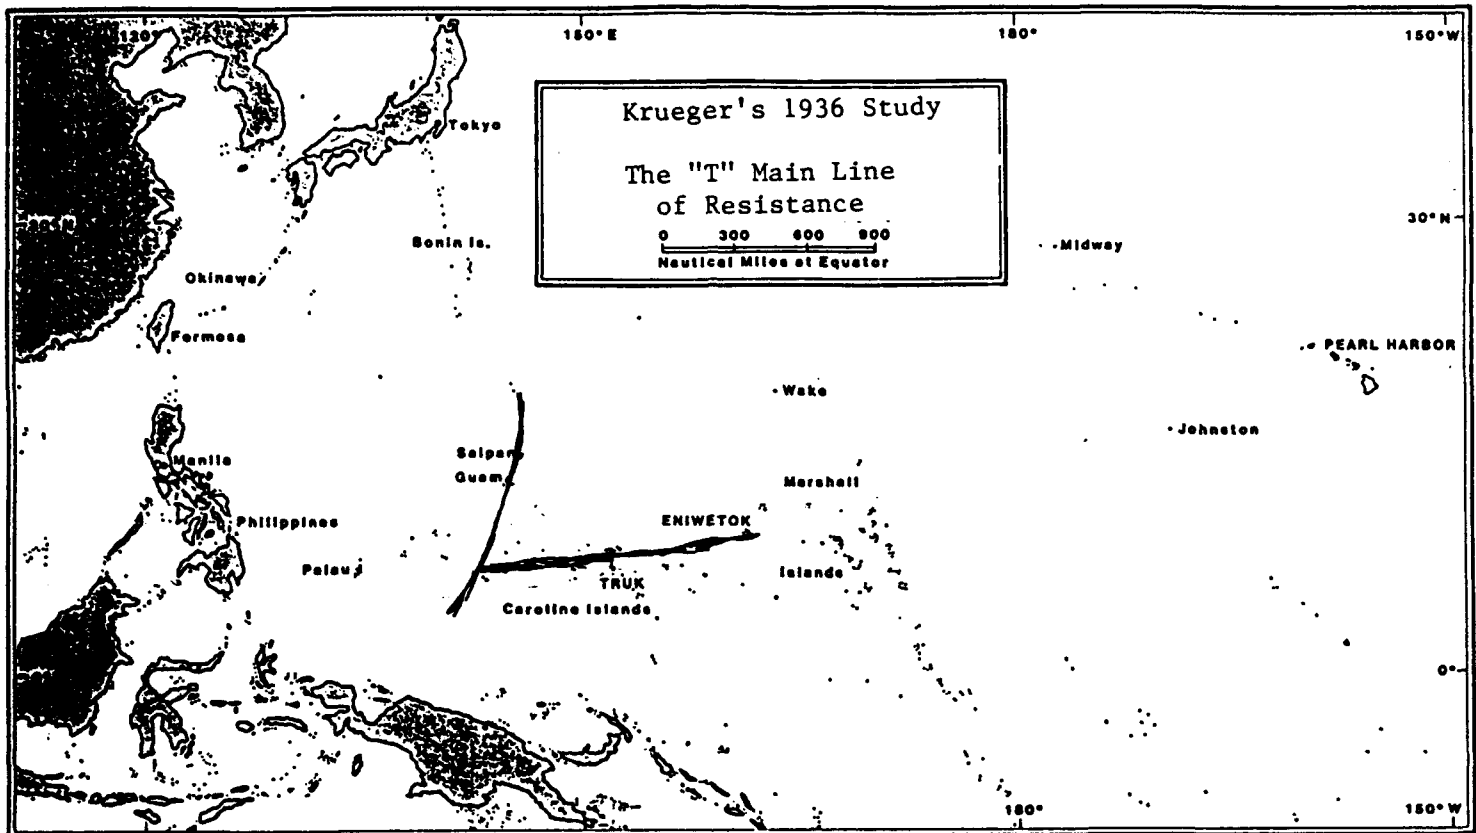 120°
150°E
180°
150°W
Krueger's 1936 Study
The "T" Main Line
of Resistance
0 300 600 900
Nautical Miles at Equator
Tokyo
30°N
30°N
Bonin Is.
Midway
Okinawa
Formosa
PEARL HARBOR
Wake
Johnston
Saipan
Manila
Guam
Marshall
Philippines
ENIWETOK
Palau
TRUK
Islands
Caroline Islands
0°
180°
150°W